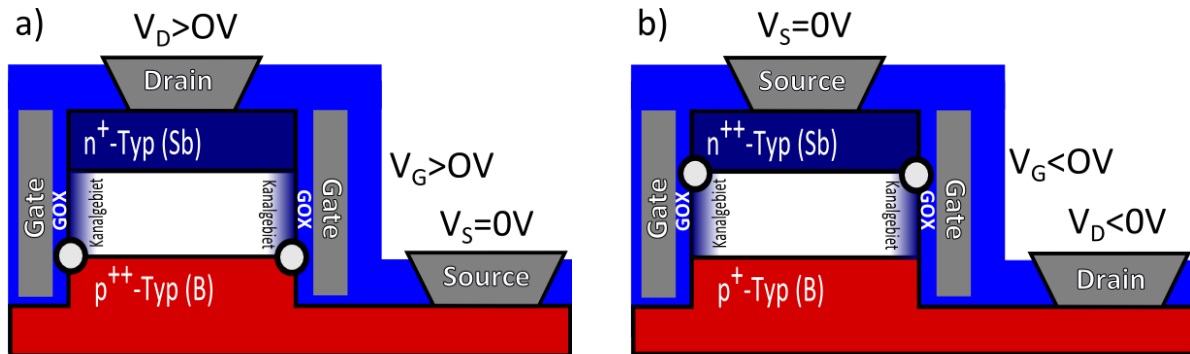 a)
V_D>OV
Drain
n⁺-Typ (Sb)
Gate
GOX
Kanalgebiet
Kanalgebiet
GOX
Gate
V_G>OV
V_S=0V
Source
p⁺⁺-Typ (B)
b)
V_S=0V
Source
n⁺⁺-Typ (Sb)
Gate
GOX
Kanalgebiet
Kanalgebiet
GOX
Gate
V_G<OV
V_D<0V
Drain
p⁺-Typ (B)